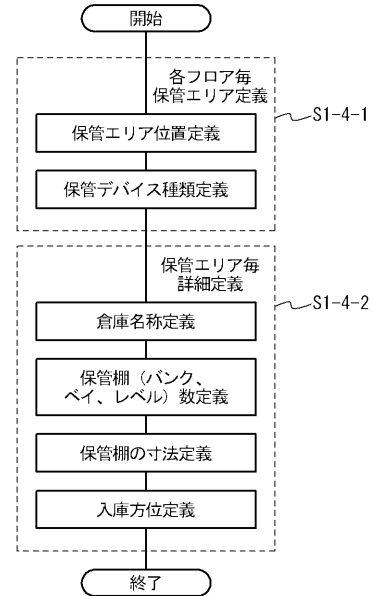 開始
各フロア毎
保管エリア定義
S1-4-1
保管エリア位置定義
保管デバイス種類定義
保管エリア毎
詳細定義
S1-4-2
倉庫名称定義
保管棚（バンク、
ベイ、レベル）数定義
保管棚の寸法定義
入庫方位定義
終了